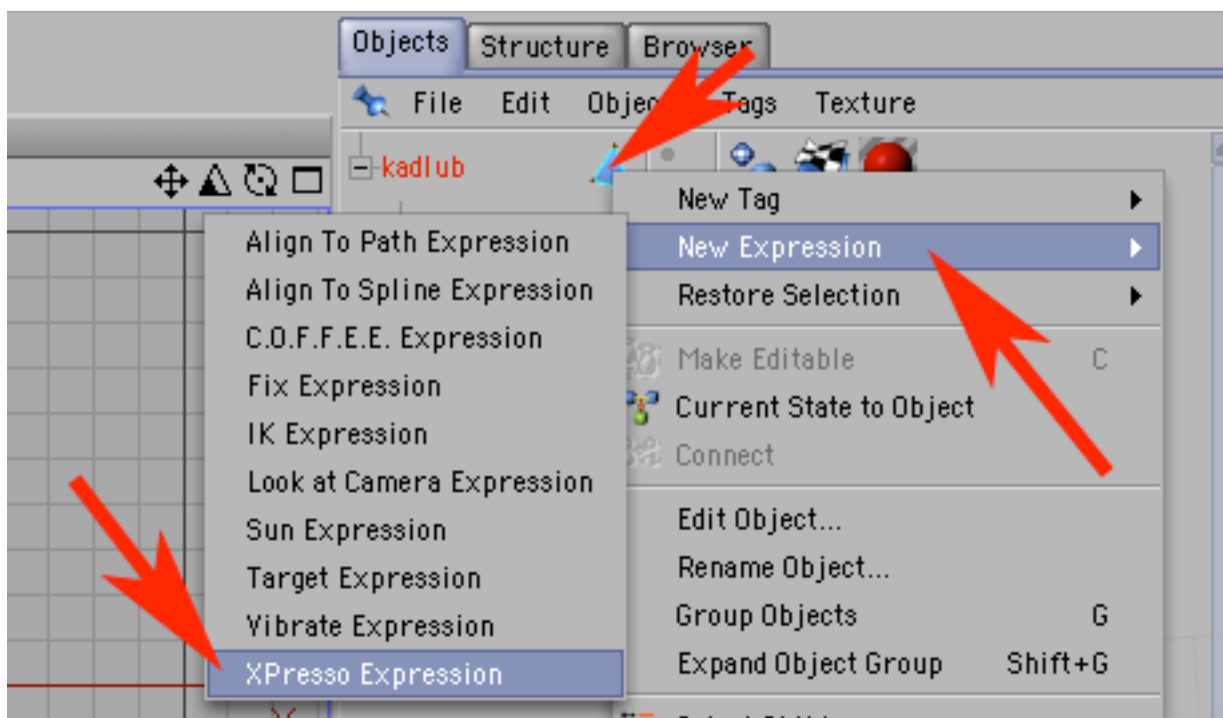 Objects Structure Browser
File Edit Objec Tags Texture
kadlub
New Tag
New Expression
Restore Selection
Make Editable C
Current State to Object
Connect
Edit Object...
Rename Object...
Group Objects G
Expand Object Group Shift+G
Align To Path Expression
Align To Spline Expression
C.O.F.F.E.E. Expression
Fix Expression
IK Expression
Look at Camera Expression
Sun Expression
Target Expression
Vibrate Expression
XPresso Expression